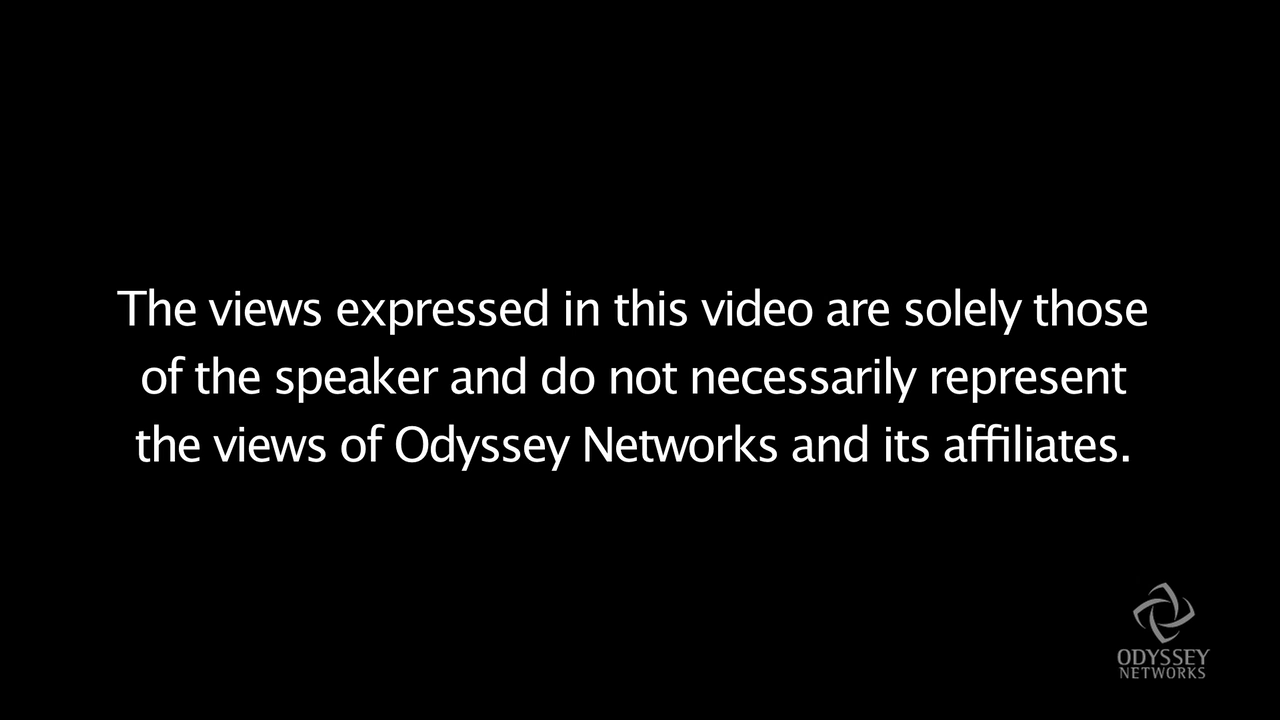 The views expressed in this video are solely those
of the speaker and do not necessarily represent
the views of Odyssey Networks and its affiliates.
ODYSSEY
NETWORKS